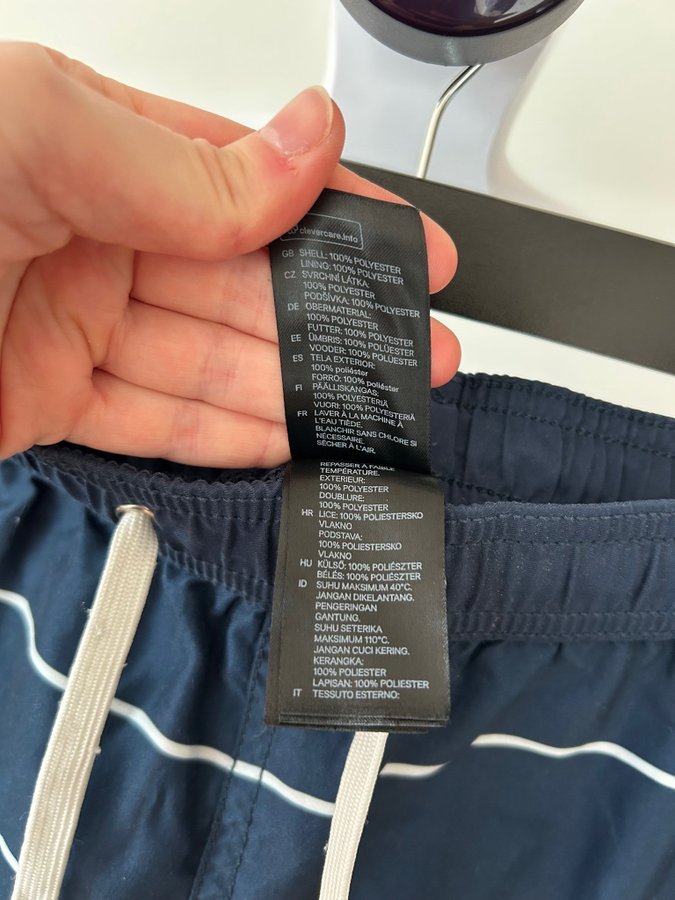 clevercare.info
GB SHELL: 100% POLYESTER
LINING: 100% POLYESTER
CZ SVRCHNÍ LÁTKA:
100% POLYESTER
PODŠÍVKA: 100% POLYESTER
DE OBERMATERIAL:
100% POLYESTER
FUTTER: 100% POLYESTER
EE ÜMBRIS: 100% POLÜESTER
VOODER: 100% POLÜESTER
ES TELA EXTERIOR:
100% poliéster
FORRO: 100% poliéster
FI PÄÄLLISKANGAS:
100% POLYESTERIÄ
VUORI: 100% POLYESTERIÄ
FR LAVER À LA MACHINE À
L'EAU TIÈDE.
BLANCHIR SANS CHLORE SI
NÉCESSAIRE.
SÉCHER À L'AIR.
REPASSER À FAIBLE
TEMPÉRATURE.
EXTERIEUR:
100% POLYESTER
DOUBLURE:
100% POLYESTER
HR LICE: 100% POLIESTERSKO
VLAKNO
PODSTAVA:
100% POLIESTERSKO
VLAKNO
HU KÜLSŐ: 100% POLIÉSZTER
BÉLÉS: 100% POLIÉSZTER
ID SUHU MAKSIMUM 40°C.
JANGAN DIKELANTANG.
PENGERINGAN
GANTUNG.
SUHU SETERIKA
MAKSIMUM 110°C.
JANGAN CUCI KERING.
KERANGKA:
100% POLIESTER
LAPISAN: 100% POLIESTER
IT TESSUTO ESTERNO: